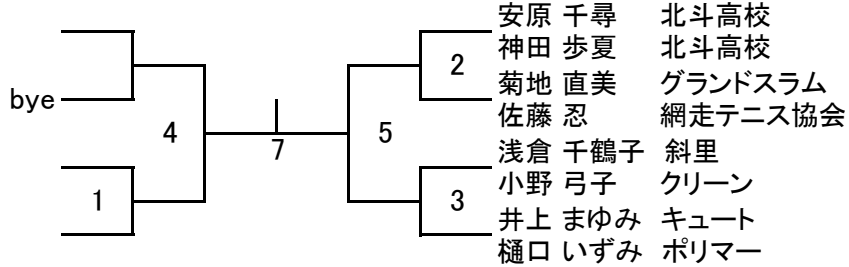 安原 千尋 北斗高校
神田 歩夏 北斗高校
2
菊地 直美 グランドスラム
bye
佐藤 忍 網走テニス協会
4
5
7
浅倉 千鶴子 斜里
小野 弓子 クリーン
1
3
井上 まゆみ キュート
樋口 いずみ ポリマー